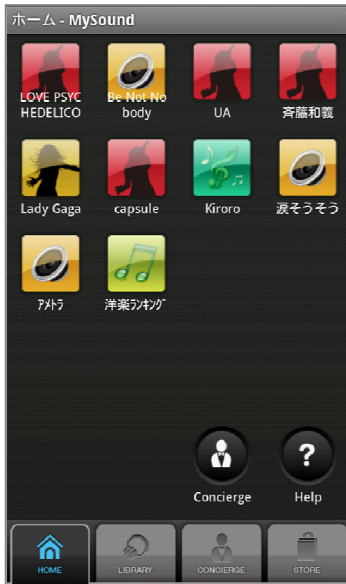 ホーム - MySound
LOVE PSYC
HEDELICO
Be Not No
body
UA
斉藤和義
Lady Gaga
capsule
Kiroro
涙そうそう
ｱﾒﾄﾗ
洋楽ﾗﾝｷﾝｸﾞ
Concierge
Help
HOME
LIBRARY
CONCIERGE
STORE